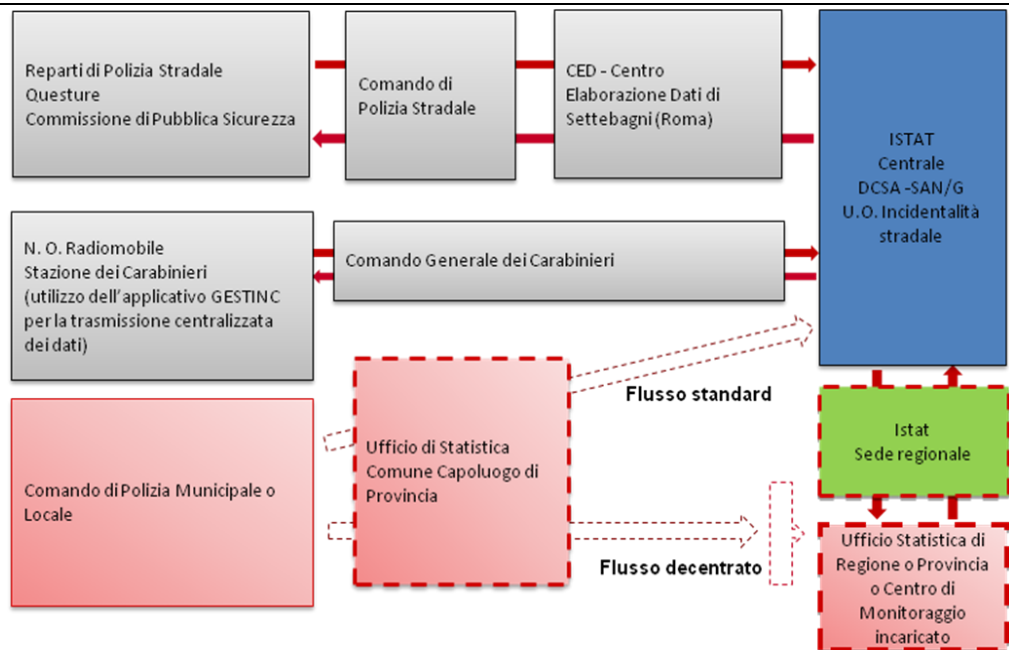 Reparti di Polizia Stradale
Questure
Commissione di Pubblica Sicurezza
Comando di
Polizia Stradale
CED - Centro
Elaborazione Dati di
Settebagni (Roma)
ISTAT
Centrale
DCSA -SAN/G
U.O. Incidentalità
stradale
N. O. Radiomobile
Stazione dei Carabinieri
(utilizzo dell'applicativo GESTINC
per la trasmissione centralizzata
dei dati)
Comando Generale dei Carabinieri
Flusso standard
Ufficio di Statistica
Comune Capoluogo di
Provincia
Istat
Sede regionale
Comando di Polizia Municipale o
Locale
Flusso decentrato
Ufficio Statistica di
Regione o Provincia
o Centro di
Monitoraggio
incaricato